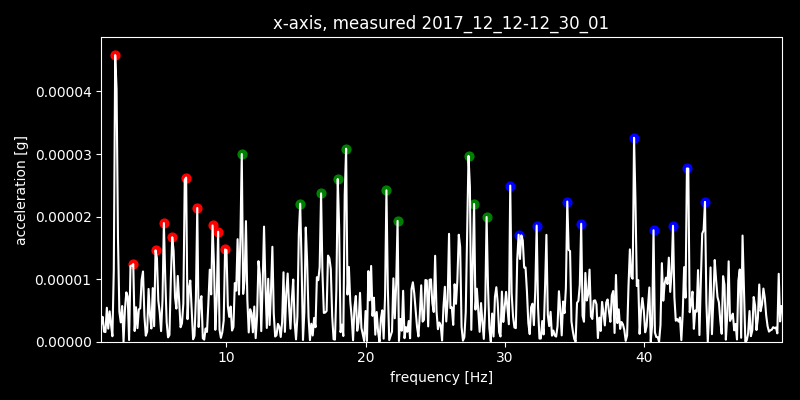 x-axis, measured 2017_12_12-12_30_01
acceleration [g]
0.00004
0.00003
0.00002
0.00001
0.00000
10 20 30 40
frequency [Hz]